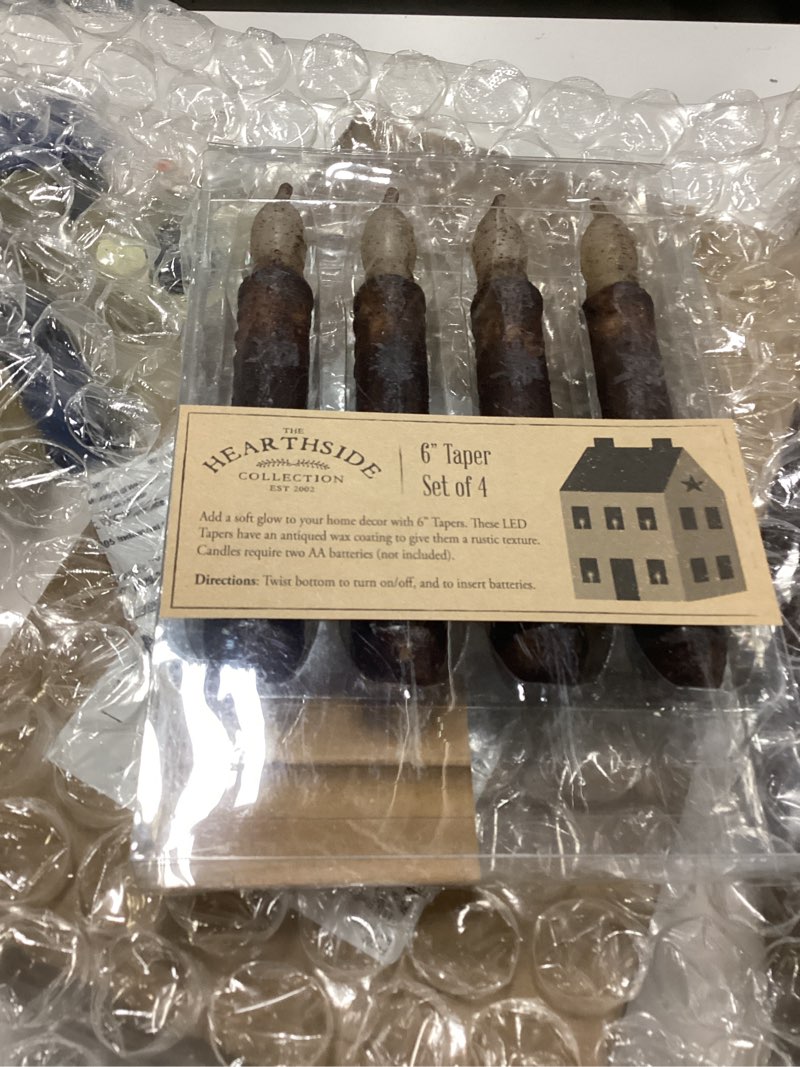 THE
HEARTHSIDE
COLLECTION
EST 2002
6" Taper
Set of 4
Add a soft glow to your home decor with 6" Tapers. These LED
Tapers have an antiqued wax coating to give them a rustic texture.
Candles require two AA batteries (not included).
Directions: Twist bottom to turn on/off, and to insert batteries.